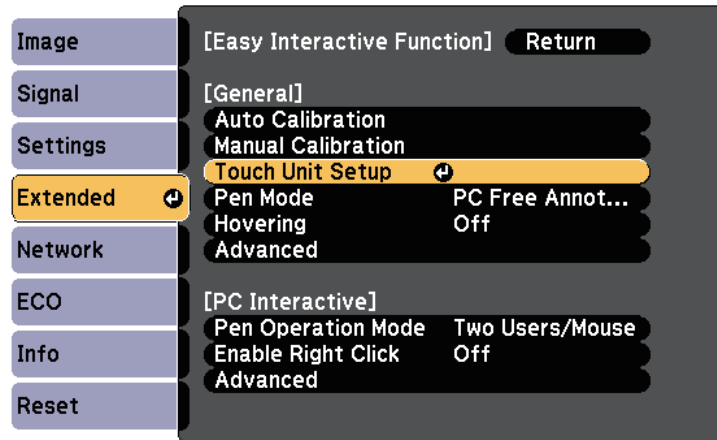 Image
Signal
Settings
Extended
Network
ECO
Info
Reset
[Easy Interactive Function] Return
[General]
Auto Calibration
Manual Calibration
Touch Unit Setup
Pen Mode PC Free Annot...
Hovering Off
Advanced
[PC Interactive]
Pen Operation Mode Two Users/Mouse
Enable Right Click Off
Advanced